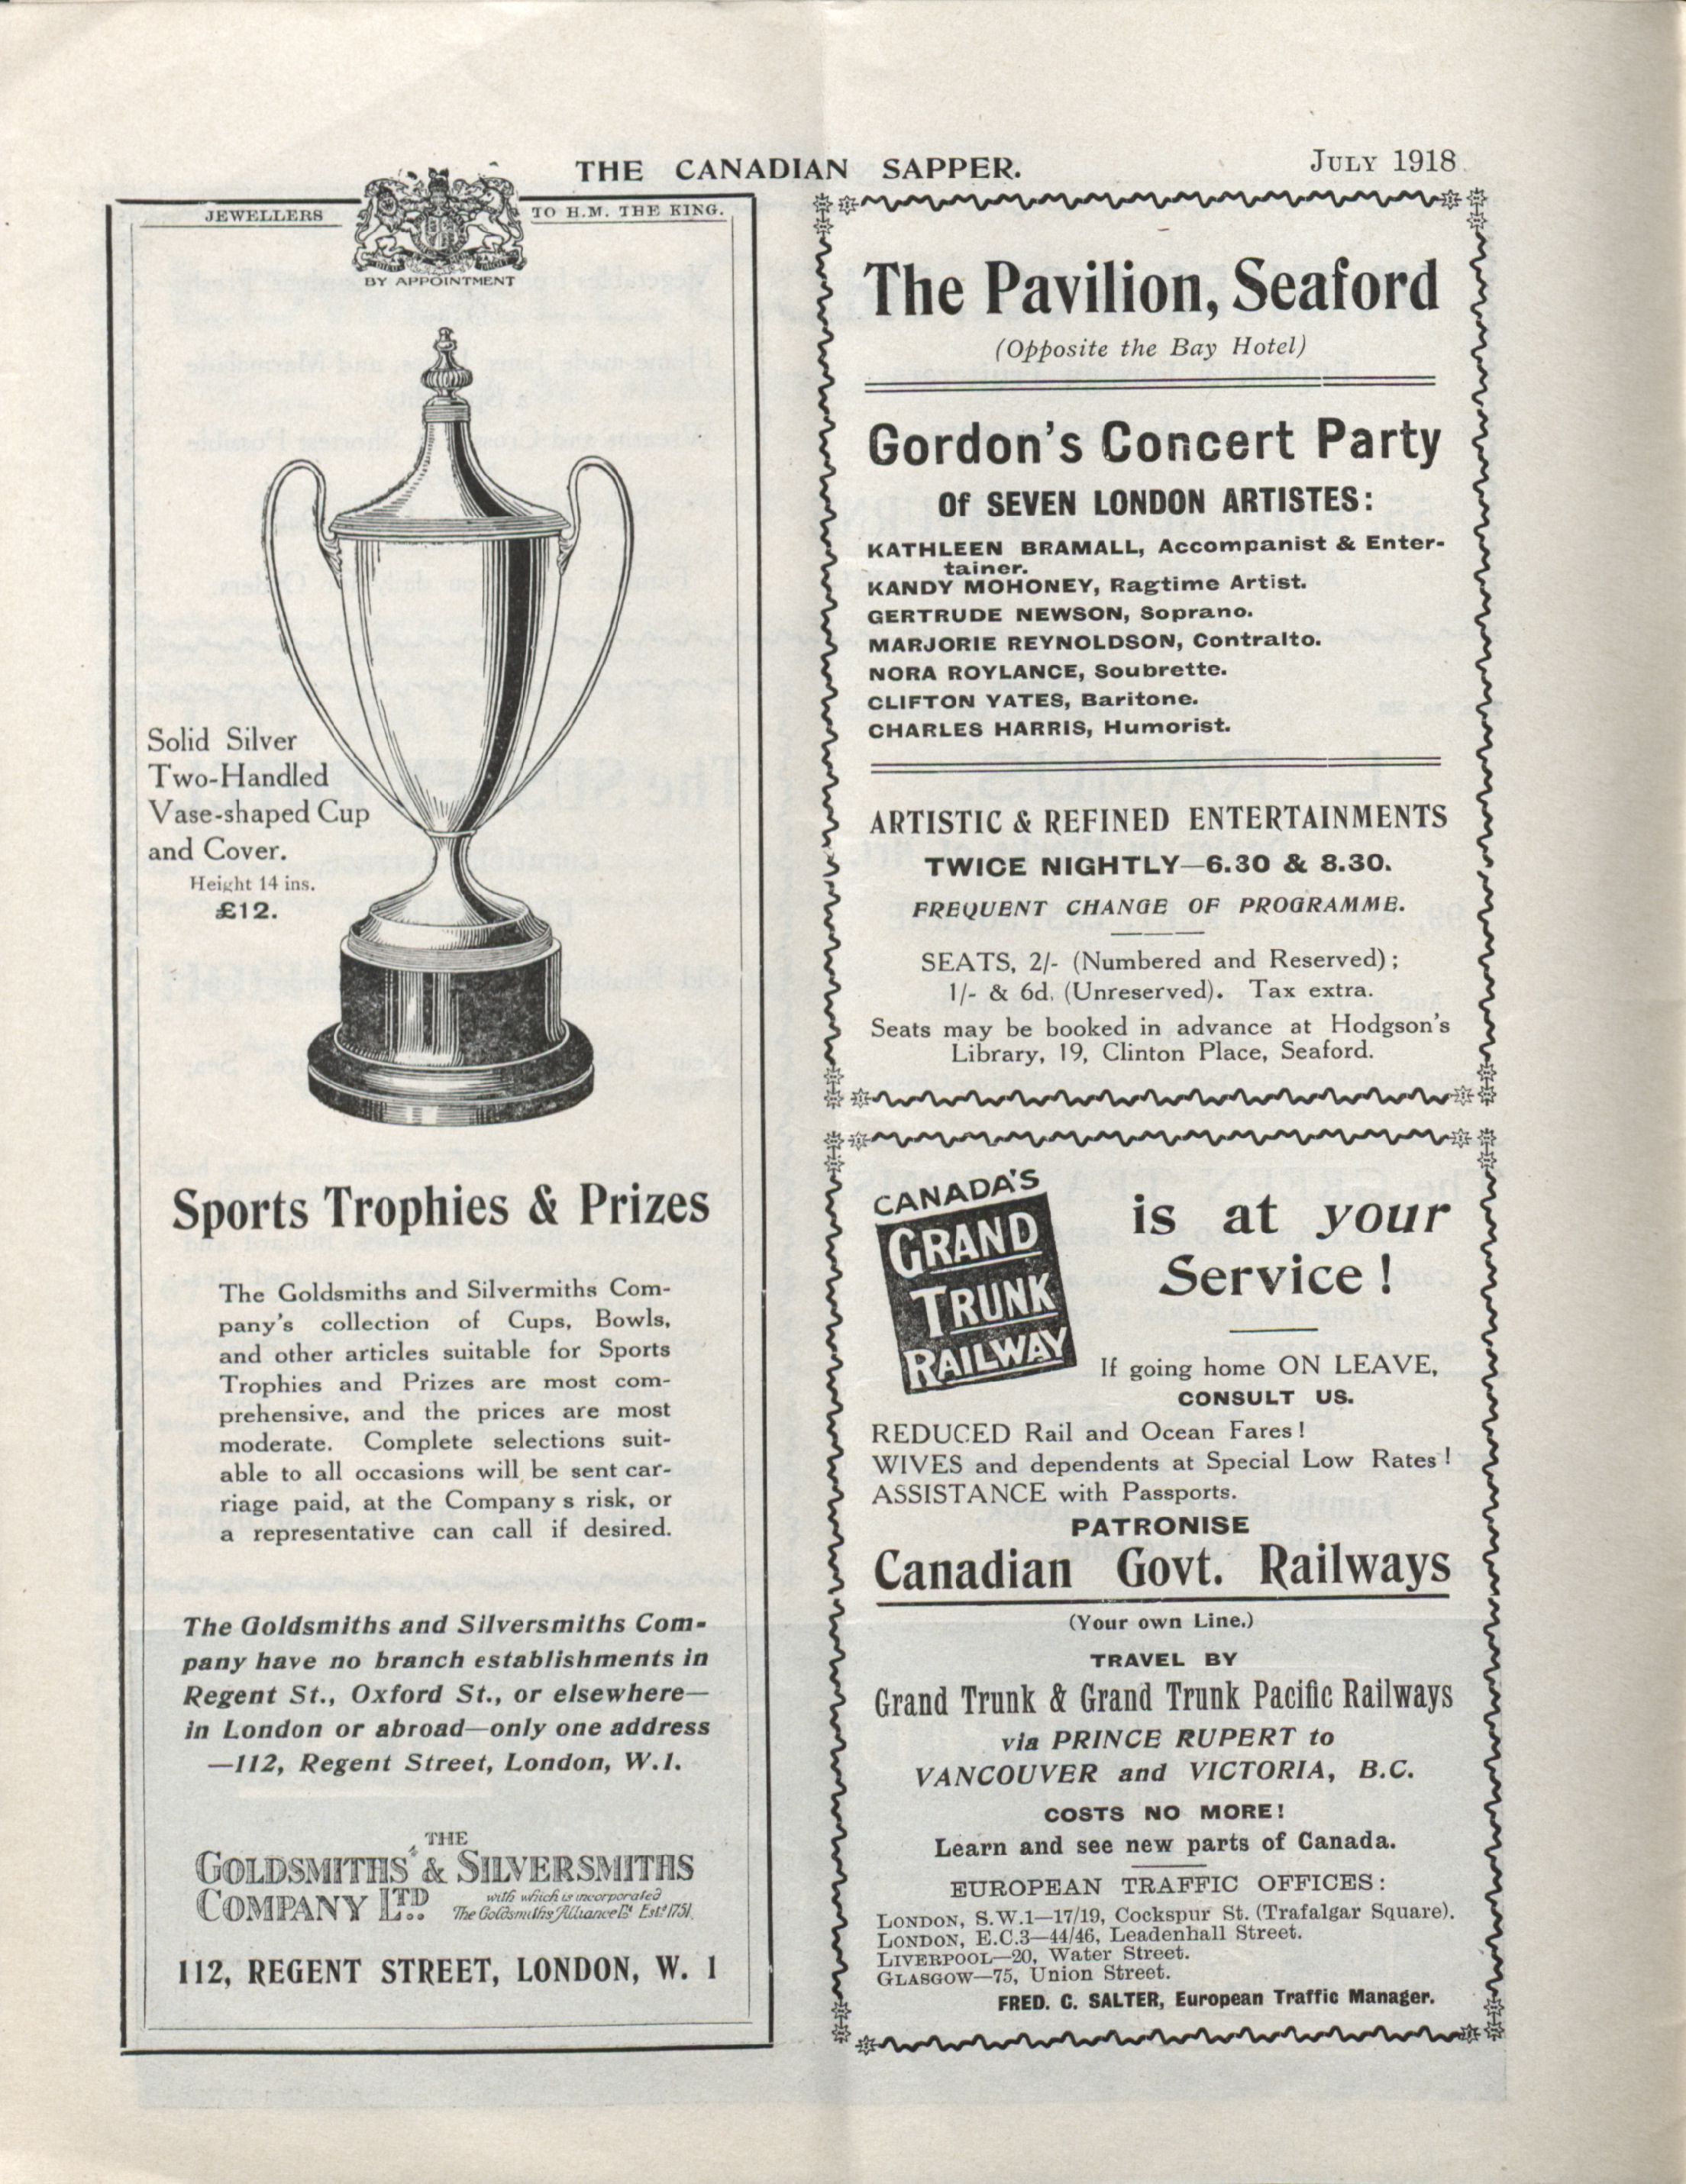 THE CANADIAN SAPPER.
JULY 1918
JEWELLERS TO H.M. THE KING.
BY APPOINTMENT
Solid Silver
Two-Handled
Vase-shaped Cup
and Cover.
Height 14 ins.
£12.
Sports Trophies & Prizes
The Goldsmiths and Silvermiths Com-
pany's collection of Cups, Bowls,
and other articles suitable for Sports
Trophies and Prizes are most com-
prehensive, and the prices are most
moderate. Complete selections suit-
able to all occasions will be sent car-
riage paid, at the Company s risk, or
a representative can call if desired.
The Goldsmiths and Silversmiths Com-
pany have no branch establishments in
Regent St., Oxford St., or elsewhere—
in London or abroad—only one address
—112, Regent Street, London, W.1.
THE
GOLDSMITHS & SILVERSMITHS
COMPANY LTD. with which is incorporated
The Goldsmiths Alliance Ld Estd 1751.
112, REGENT STREET, LONDON, W. 1
The Pavilion, Seaford
(Opposite the Bay Hotel)
Gordon's Concert Party
Of SEVEN LONDON ARTISTES:
KATHLEEN BRAMALL, Accompanist & Enter-
tainer.
KANDY MOHONEY, Ragtime Artist.
GERTRUDE NEWSON, Soprano.
MARJORIE REYNOLDSON, Contralto.
NORA ROYLANCE, Soubrette.
CLIFTON YATES, Baritone.
CHARLES HARRIS, Humorist.
ARTISTIC & REFINED ENTERTAINMENTS
TWICE NIGHTLY—6.30 & 8.30.
FREQUENT CHANGE OF PROGRAMME.
SEATS, 2/- (Numbered and Reserved);
1/- & 6d. (Unreserved). Tax extra.
Seats may be booked in advance at Hodgson's
Library, 19, Clinton Place, Seaford.
CANADA'S
GRAND
TRUNK
RAILWAY
is at your
Service!
If going home ON LEAVE,
CONSULT US.
REDUCED Rail and Ocean Fares!
WIVES and dependents at Special Low Rates!
ASSISTANCE with Passports.
PATRONISE
Canadian Govt. Railways
(Your own Line.)
TRAVEL BY
Grand Trunk & Grand Trunk Pacific Railways
via PRINCE RUPERT to
VANCOUVER and VICTORIA, B.C.
COSTS NO MORE!
Learn and see new parts of Canada.
EUROPEAN TRAFFIC OFFICES:
LONDON, S.W.1—17/19, Cockspur St. (Trafalgar Square).
LONDON, E.C.3—44/46, Leadenhall Street.
LIVERPOOL—20, Water Street.
GLASGOW—75, Union Street.
FRED. C. SALTER, European Traffic Manager.